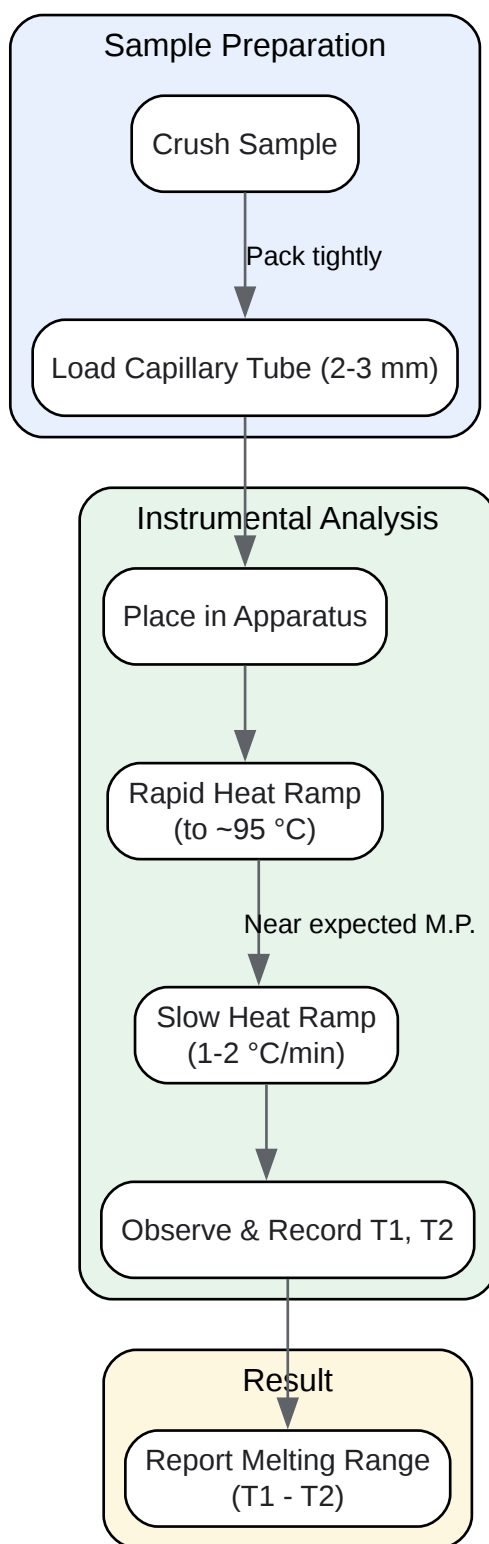 Sample Preparation
Crush Sample
Pack tightly
Load Capillary Tube (2-3 mm)
Instrumental Analysis
Place in Apparatus
Rapid Heat Ramp
(to ~95 °C)
Near expected M.P.
Slow Heat Ramp
(1-2 °C/min)
Observe & Record T1, T2
Result
Report Melting Range
(T1 - T2)